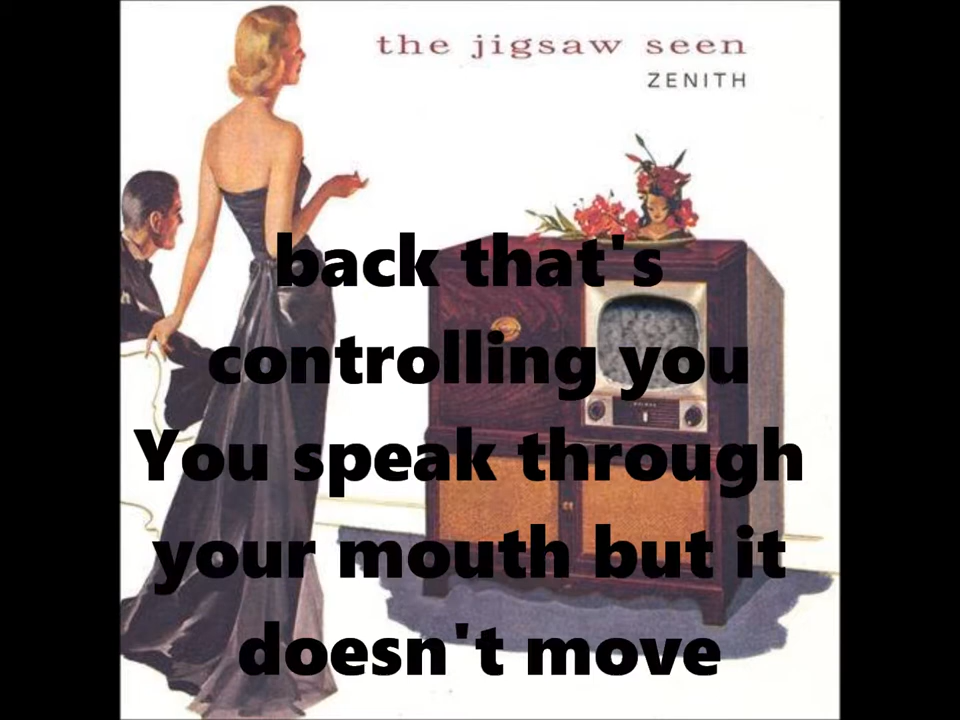 the jigsaw seen
ZENITH
back that's
controlling you
You speak through
your mouth but it
doesn't move